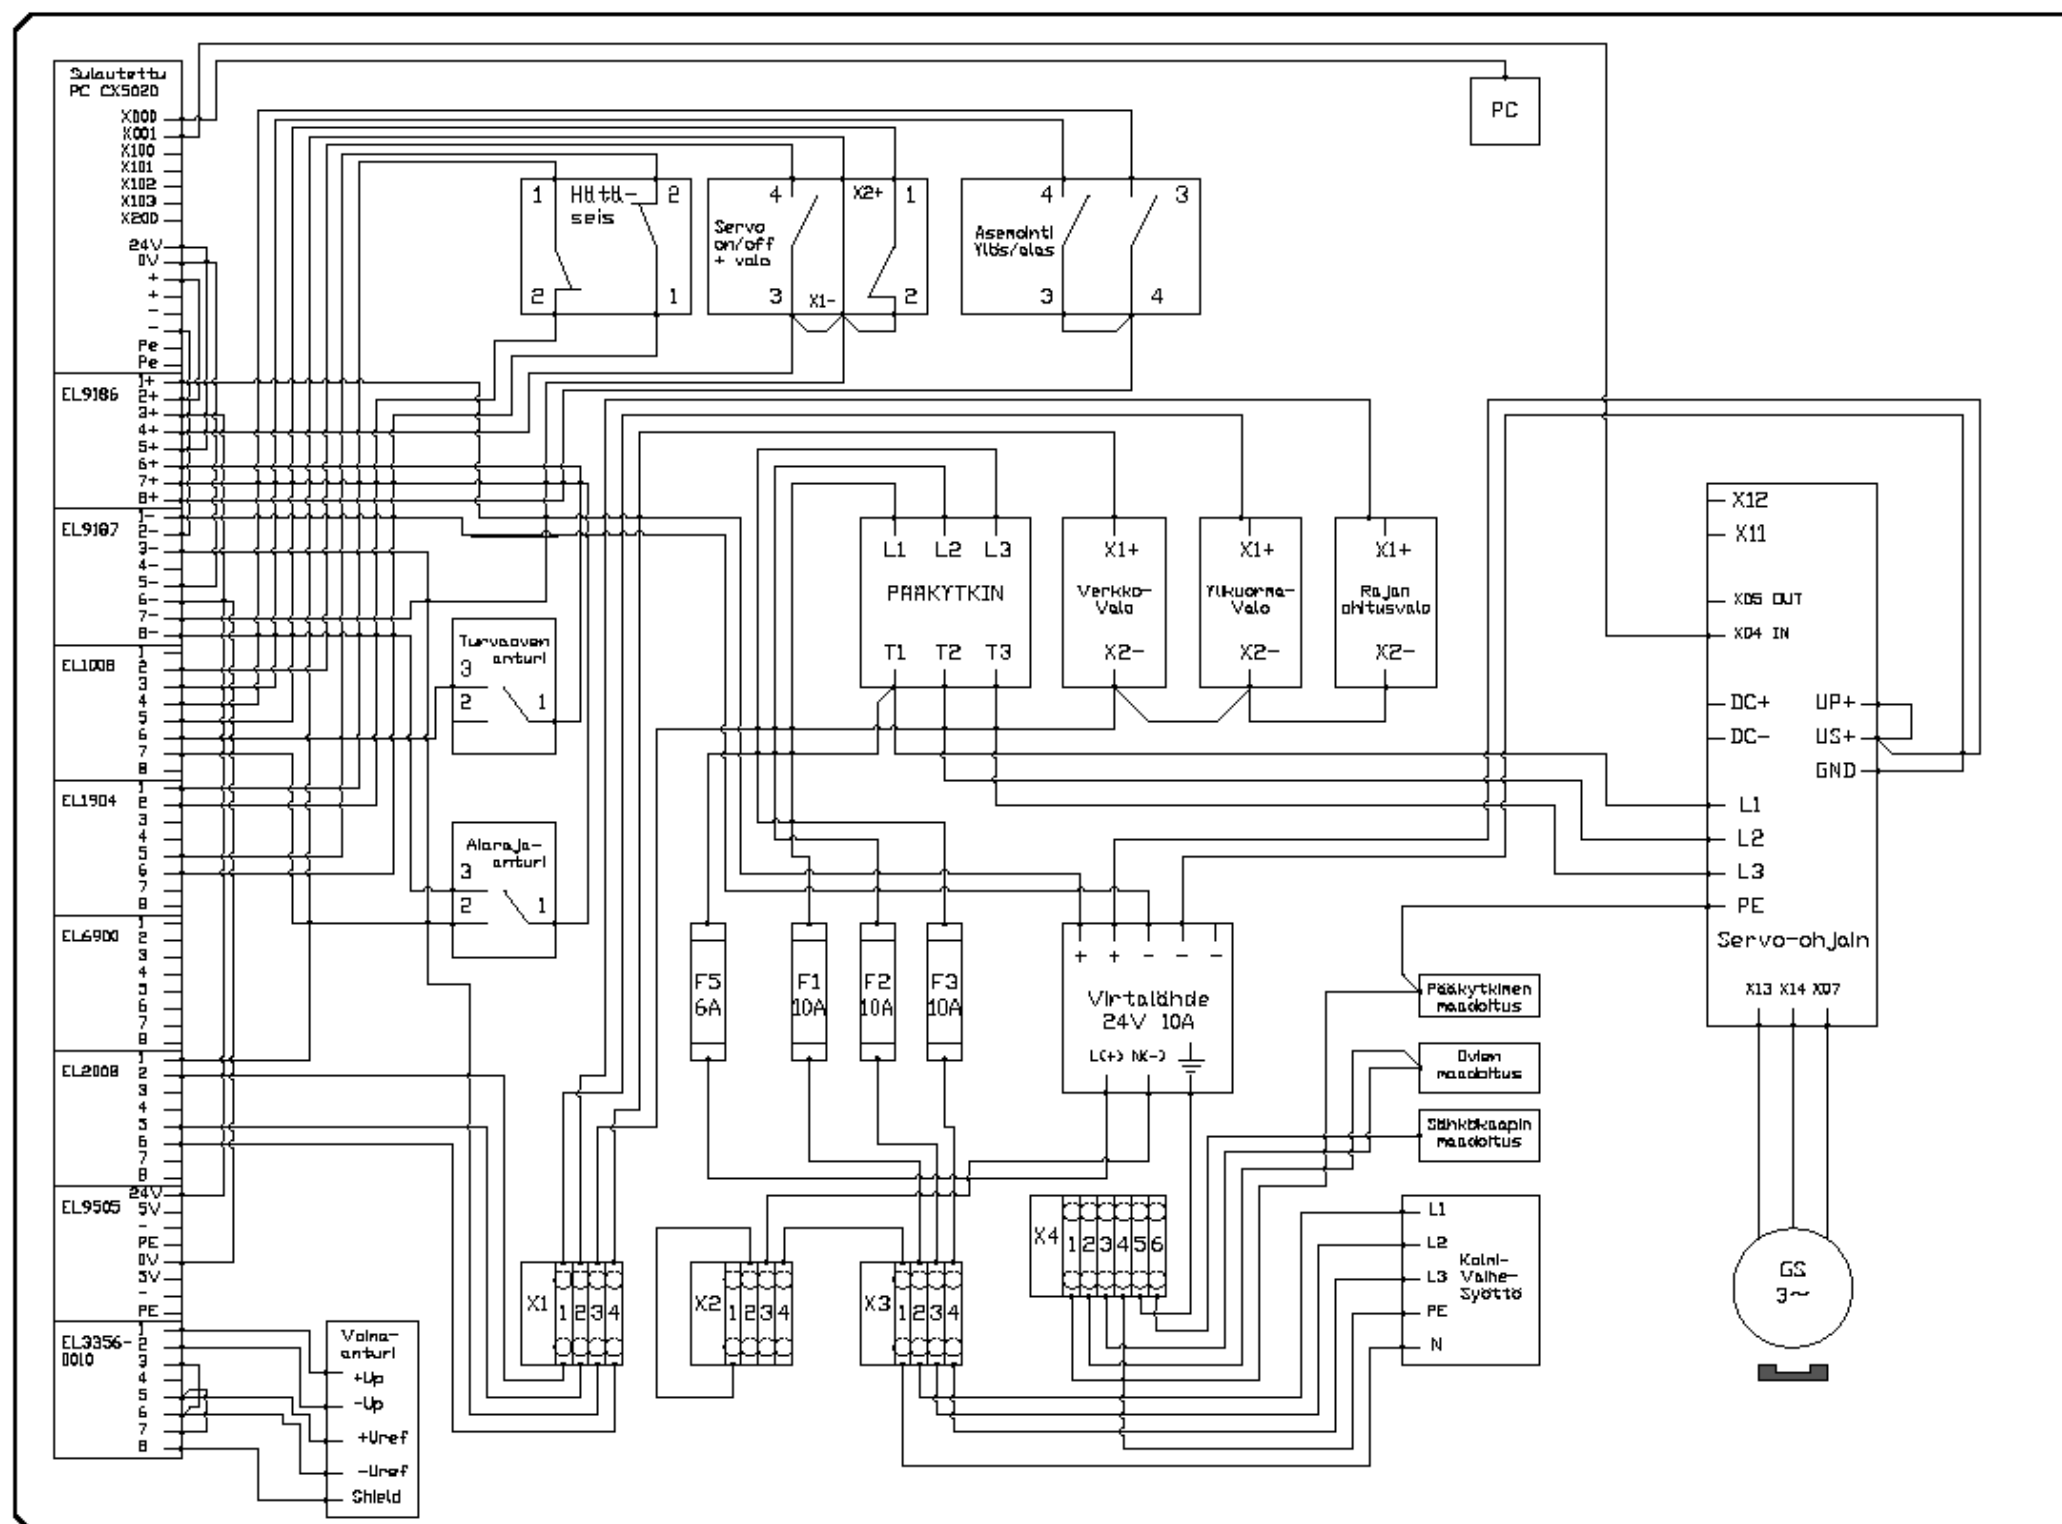 Sulautettu
PC CX5020
X000
X001
X100
X101
X102
X103
X200
24V
0V
+
+
-
-
Pe
Pe
EL9186
1+
2+
3+
4+
5+
6+
7+
8+
EL9187
1-
2-
3-
4-
5-
6-
7-
8-
EL1008
1
2
3
4
5
6
7
8
EL1904
1
2
3
4
5
6
7
8
EL6900
1
2
3
4
5
6
7
8
EL2008
1
2
3
4
5
6
7
8
EL9505
24V
5V
-
PE
0V
5V
-
PE
EL3356-
0010
1
2
3
4
5
6
7
8
Voima-
anturi
+Up
-Up
+Uref
-Uref
Shield
1 Hätä- 2
seis
2 1
4 X2+ 1
Servo
on/off
+ valo
3 X1- 2
4 3
Asemointi
Ylös/alas
3 4
PC
Turvaoven
anturi
3
2 1
Alaraja-
anturi
3
2 1
L1 L2 L3
PÄÄKYTKIN
T1 T2 T3
X1+
Verkko-
Valo
X2-
X1+
Ylikuorma-
Valo
X2-
X1+
Rajan
ohitusvalo
X2-
F5
6A
F1
10A
F2
10A
F3
10A
+ + - - -
Virtalähde
24V 10A
L(+) N(-)
X12
X11
X05 OUT
X04 IN
DC+ UP+
DC- US+
GND
L1
L2
L3
PE
Servo-ohjain
X13 X14 X07
Pääkytkimen
maadoitus
Ovien
maadoitus
Sähkökaapin
maadoitus
X1 1 2 3 4
X2 1 2 3 4
X3 1 2 3 4
X4 1 2 3 4 5 6
L1
L2
L3
PE
N
Kolmi-
Vaihe-
Syöttö
GS
3~